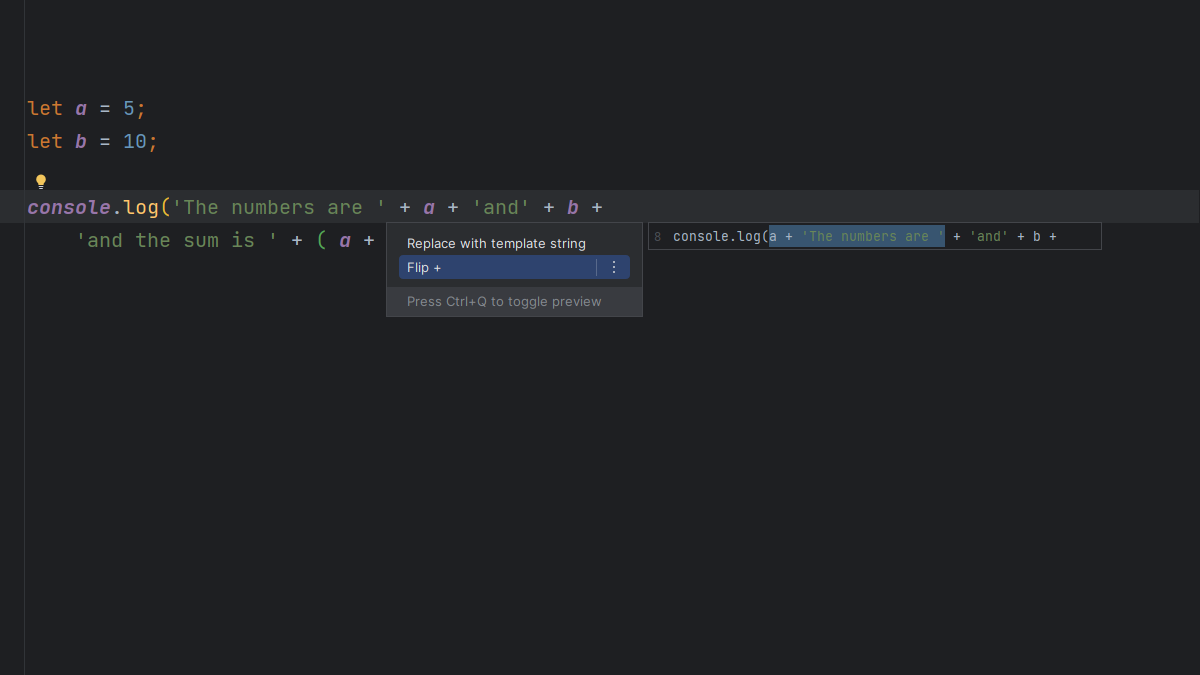 let a = 5;
let b = 10;
console.log('The numbers are ' + a + 'and' + b +
'and the sum is ' + ( a +
Replace with template string
Flip +
Press Ctrl+Q to toggle preview
8 console.log(a + 'The numbers are ' + 'and' + b +